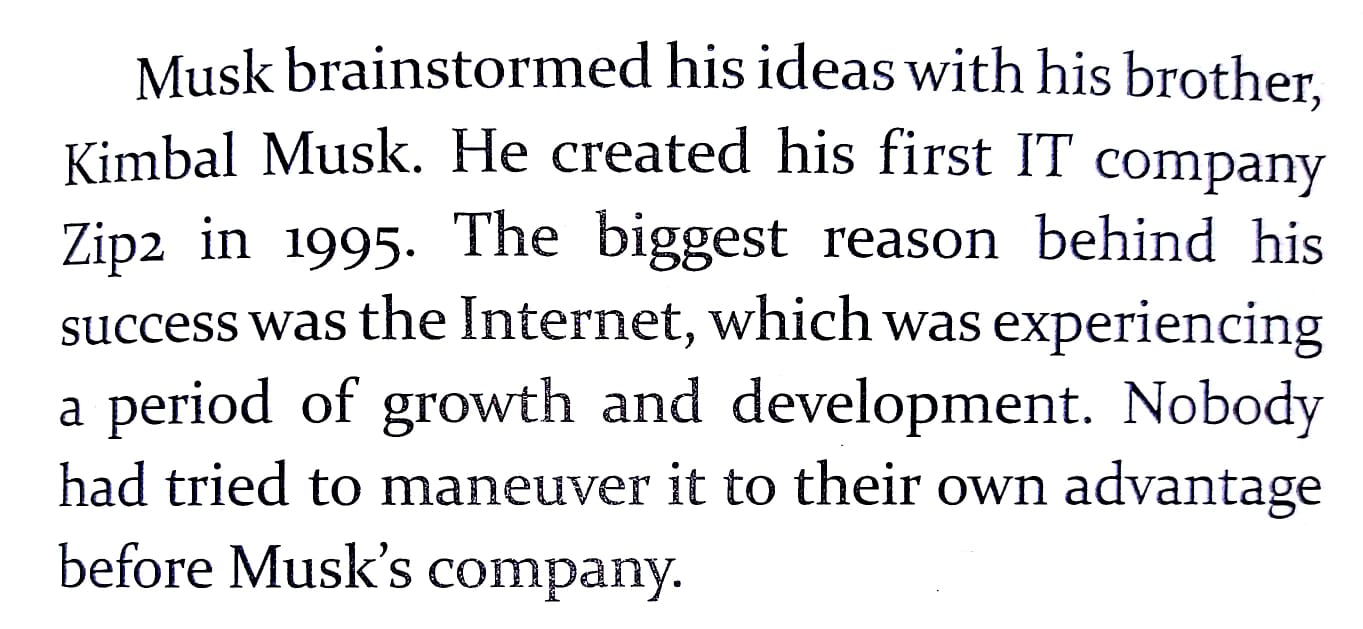 Musk brainstormed his ideas with his brother,
Kimbal Musk. He created his first IT company
Zip2 in 1995. The biggest reason behind his
success was the Internet, which was experiencing
a period of growth and development. Nobody
had tried to maneuver it to their own advantage
before Musk’s company.